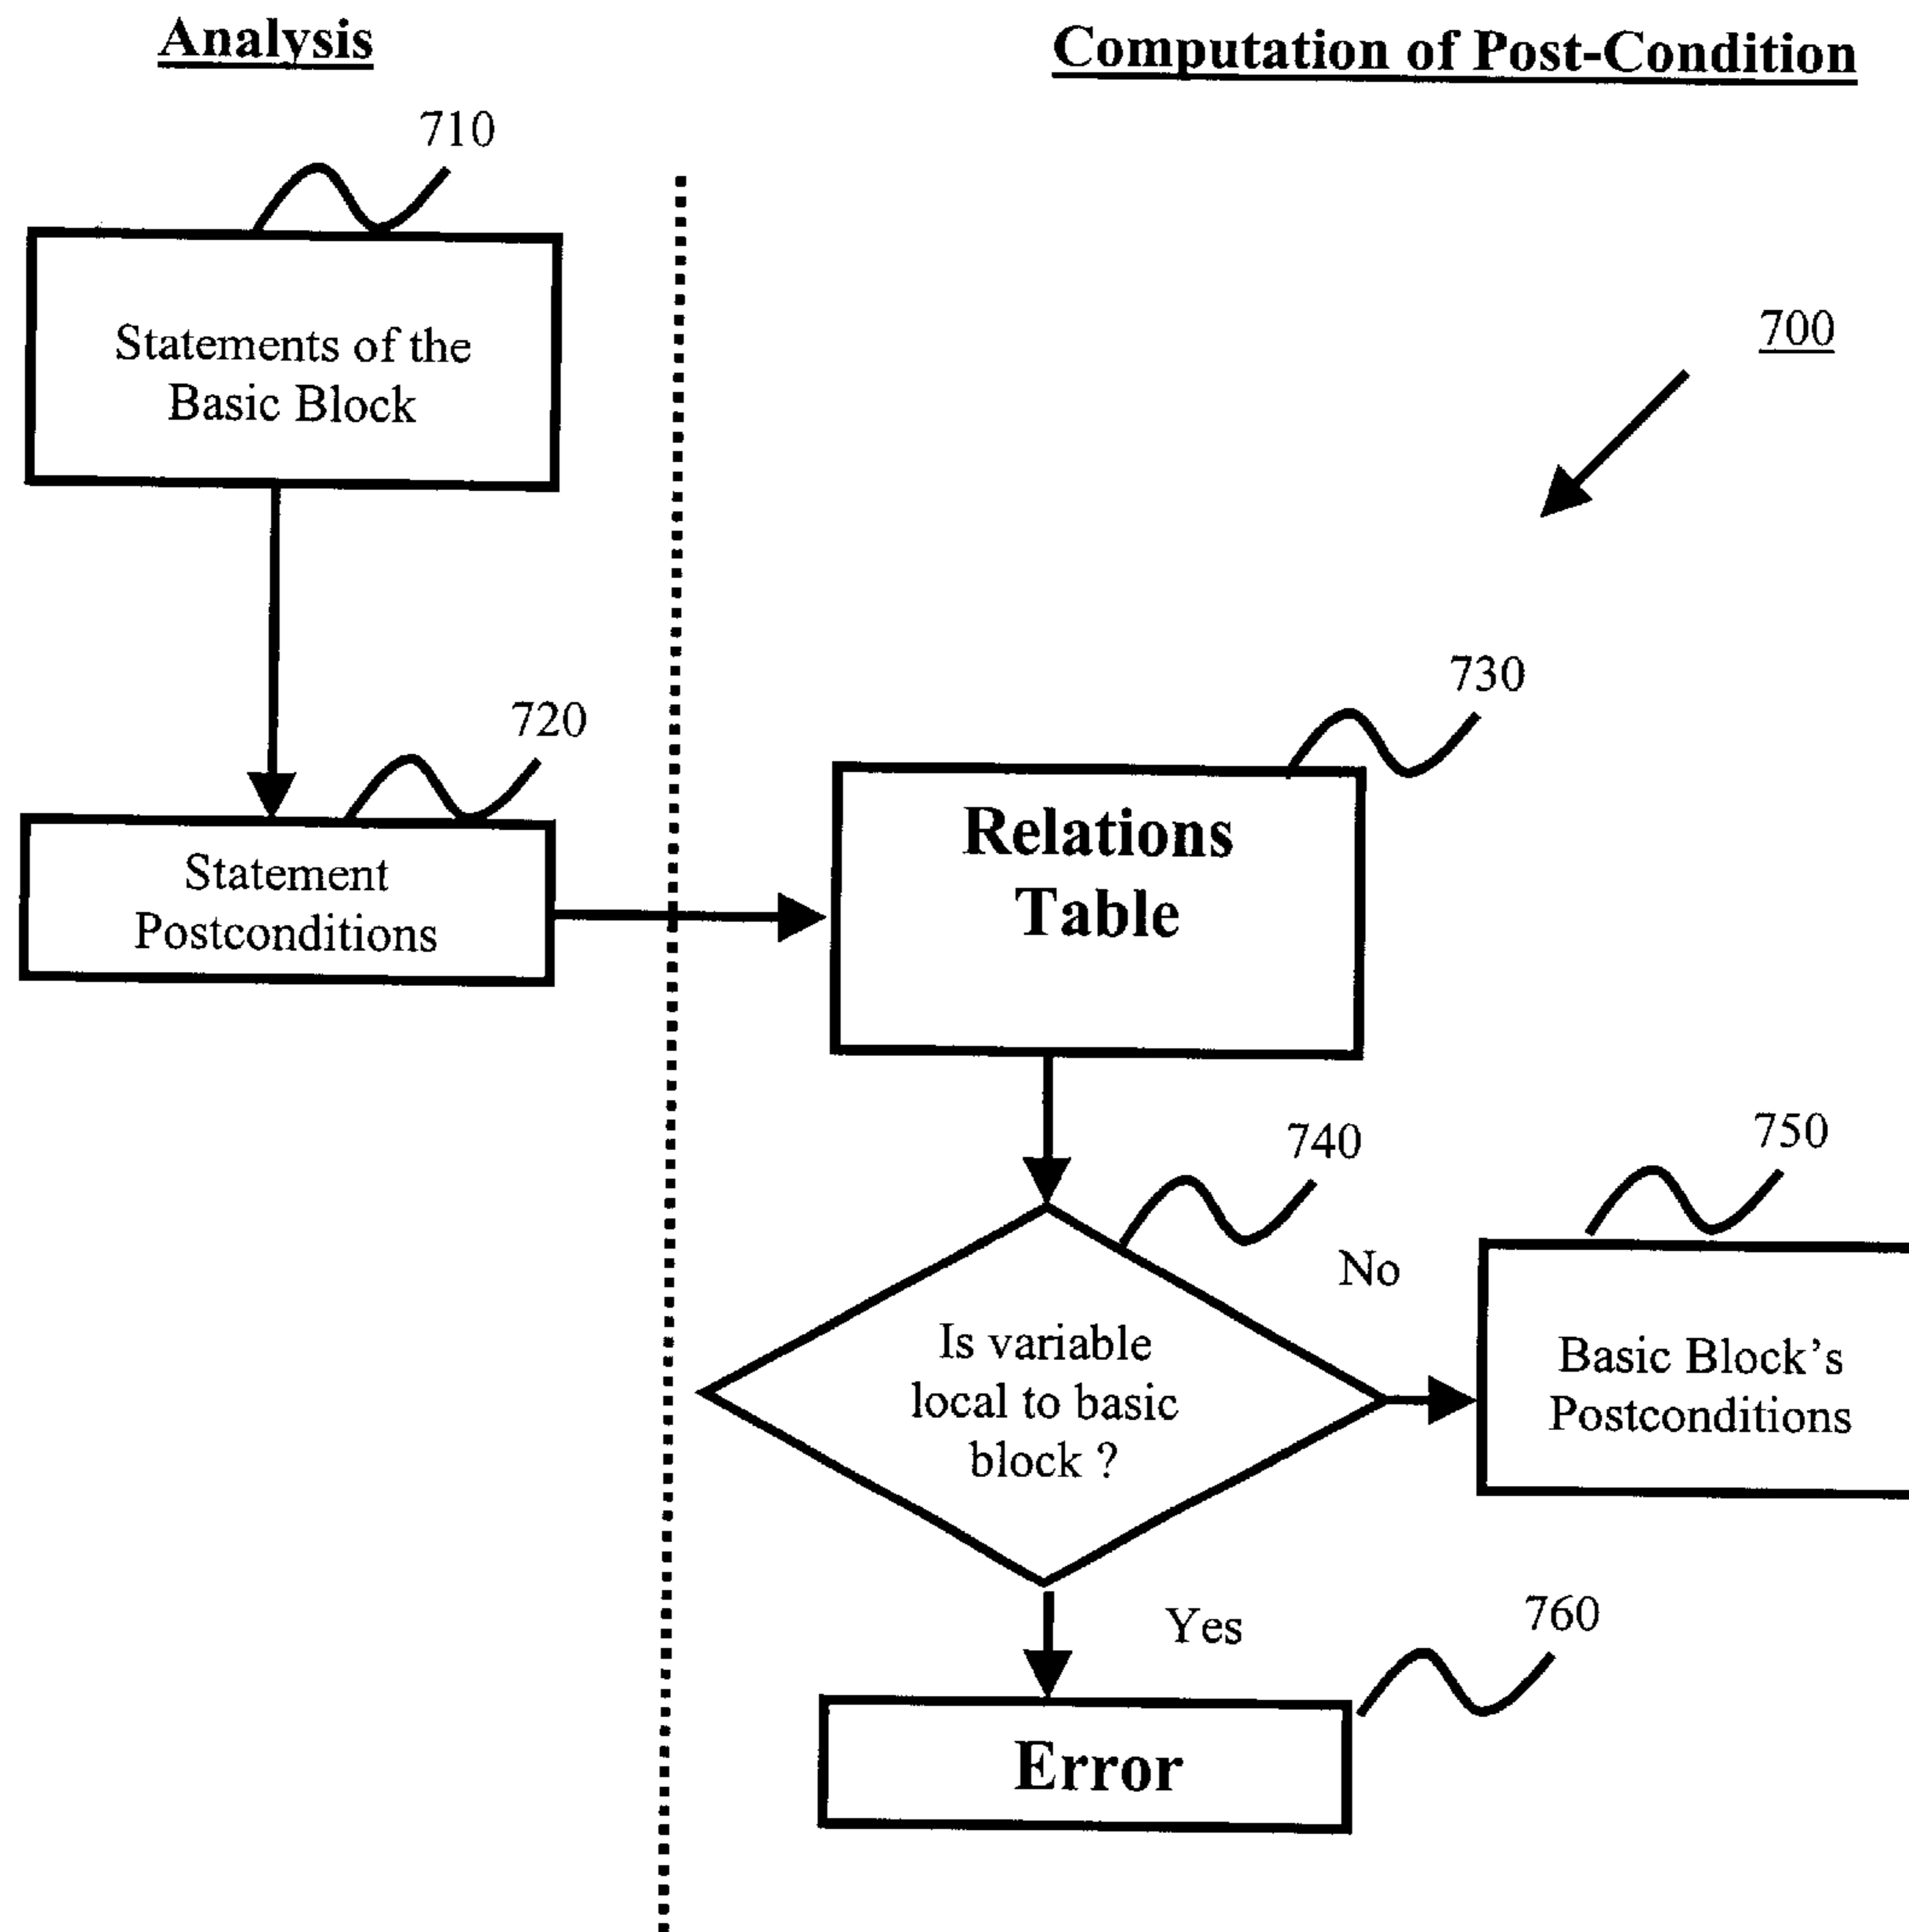 Analysis
Computation of Post-Condition
710
Statements of the
Basic Block
700
720
Statement
Postconditions
730
Relations
Table
740
750
No
Is variable
local to basic
block ?
Basic Block's
Postconditions
Yes
760
Error